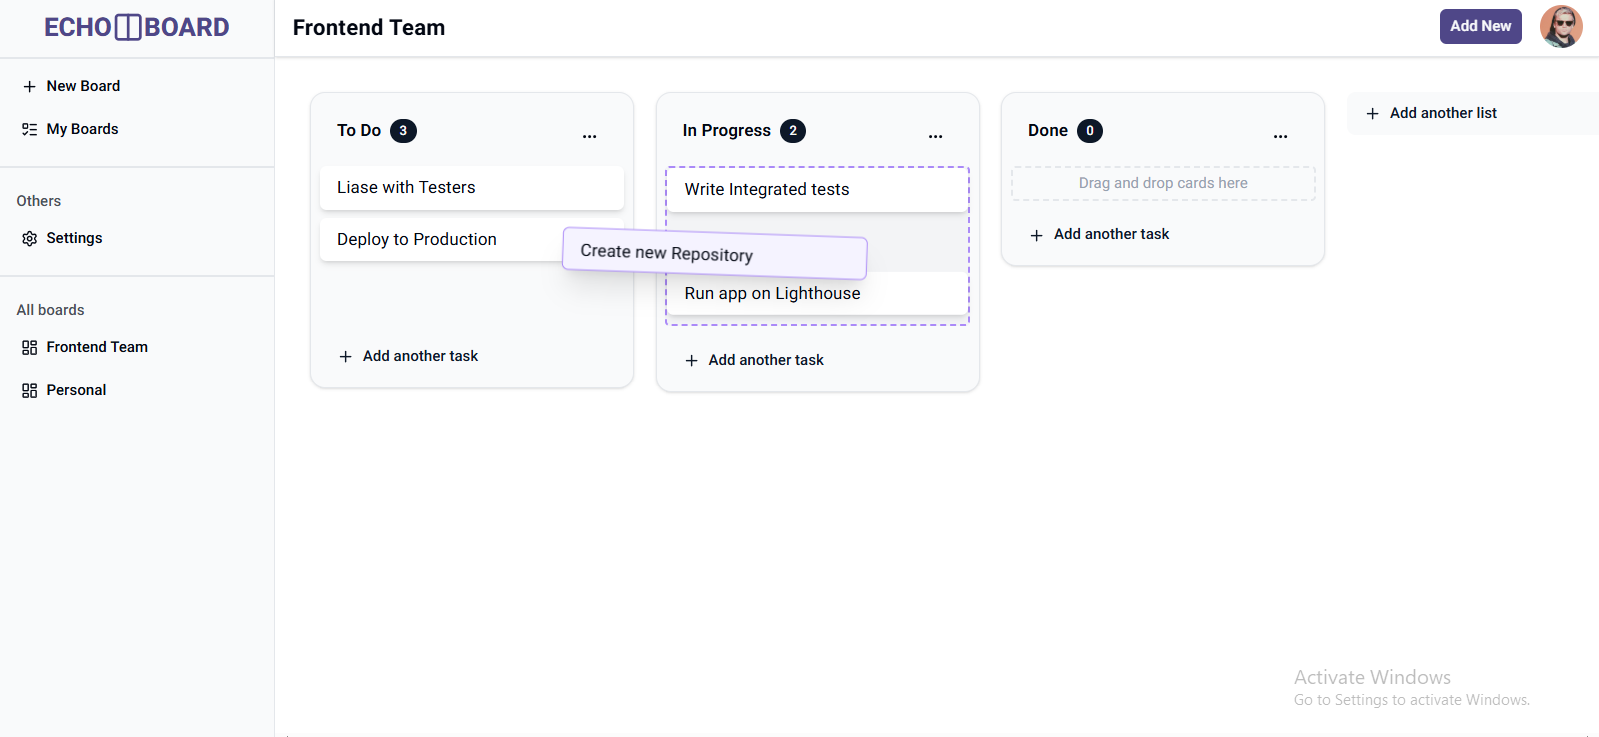 ECHO BOARD
Frontend Team
Add New
New Board
My Boards
Others
Settings
All boards
Frontend Team
Personal
To Do 3
...
Liase with Testers
Deploy to Production
Create new Repository
Add another task
In Progress 2
...
Write Integrated tests
Run app on Lighthouse
Add another task
Done 0
...
Drag and drop cards here
Add another task
Add another list
Activate Windows
Go to Settings to activate Windows.